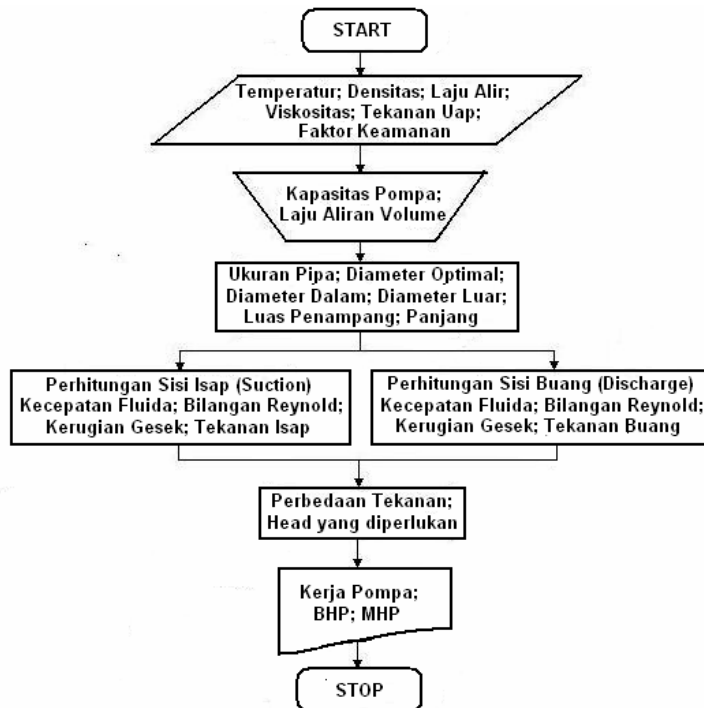 START
Temperatur; Densitas; Laju Alir;
Viskositas; Tekanan Uap;
Faktor Keamanan
Kapasitas Pompa;
Laju Aliran Volume
Ukuran Pipa; Diameter Optimal;
Diameter Dalam; Diameter Luar;
Luas Penampang; Panjang
Perhitungan Sisi Isap (Suction)
Kecepatan Fluida; Bilangan Reynold;
Kerugian Gesek; Tekanan Isap
Perhitungan Sisi Buang (Discharge)
Kecepatan Fluida; Bilangan Reynold;
Kerugian Gesek; Tekanan Buang
Perbedaan Tekanan;
Head yang diperlukan
Kerja Pompa;
BHP; MHP
STOP